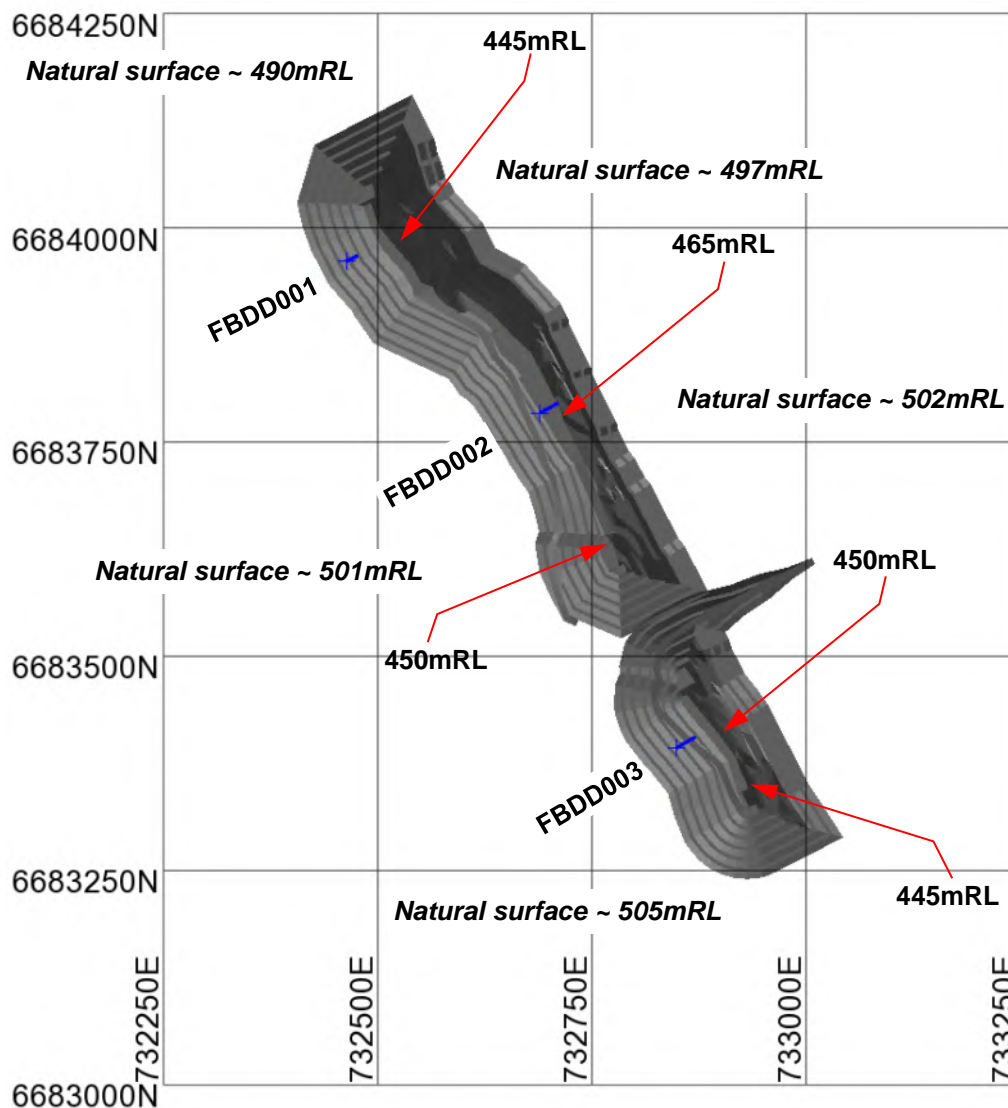 6684250N
445mRL
Natural surface ~ 490mRL
Natural surface ~ 497mRL
6684000N
465mRL
FBDD001
Natural surface ~ 502mRL
6683750N
FBDD002
Natural surface ~ 501mRL
450mRL
450mRL
6683500N
FBDD003
6683250N
445mRL
Natural surface ~ 505mRL
732250E
732500E
732750E
733000E
733250E
6683000N